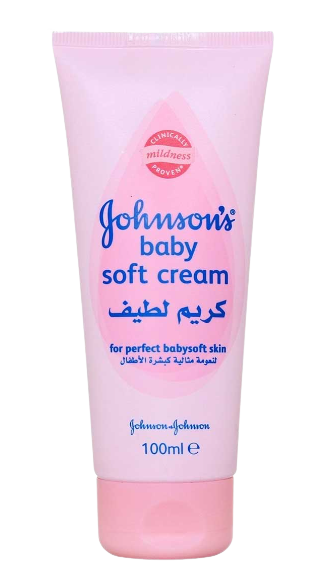 CLINICALLY
mildness
PROVEN
Johnson's®
baby
soft cream
كريم لطيف
for perfect babysoft skin
لنعومة مثالية كبشرة الأطفال
Johnson & Johnson
100ml ℮